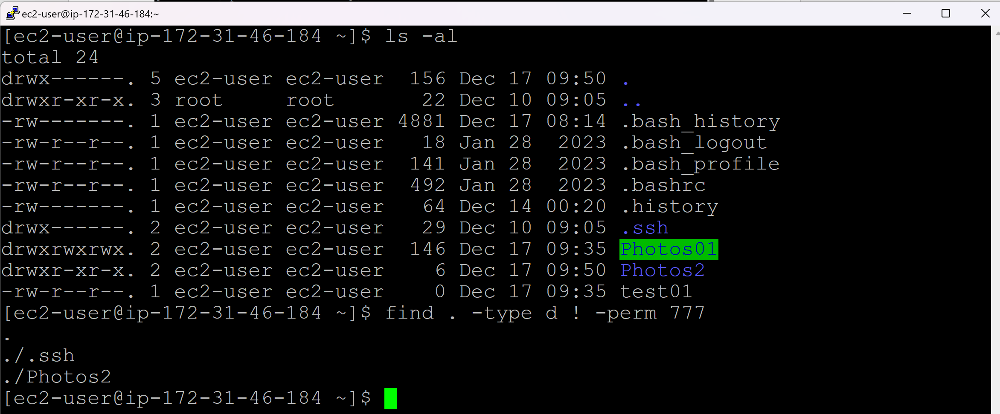 ec2-user@ip-172-31-46-184:~
[ec2-user@ip-172-31-46-184 ~]$ ls -al
total 24
drwx------. 5 ec2-user ec2-user  156 Dec 17 09:50 .
drwxr-xr-x. 3 root     root       22 Dec 10 09:05 ..
-rw-------. 1 ec2-user ec2-user 4881 Dec 17 08:14 .bash_history
-rw-r--r--. 1 ec2-user ec2-user   18 Jan 28  2023 .bash_logout
-rw-r--r--. 1 ec2-user ec2-user  141 Jan 28  2023 .bash_profile
-rw-r--r--. 1 ec2-user ec2-user  492 Jan 28  2023 .bashrc
-rw-------. 1 ec2-user ec2-user   64 Dec 14 00:20 .history
drwx------. 2 ec2-user ec2-user   29 Dec 10 09:05 .ssh
drwxrwxrwx. 2 ec2-user ec2-user  146 Dec 17 09:35 Photos01
drwxr-xr-x. 2 ec2-user ec2-user    6 Dec 17 09:50 Photos2
-rw-r--r--. 1 ec2-user ec2-user    0 Dec 17 09:35 test01
[ec2-user@ip-172-31-46-184 ~]$ find . -type d ! -perm 777
.
./.ssh
./Photos2
[ec2-user@ip-172-31-46-184 ~]$